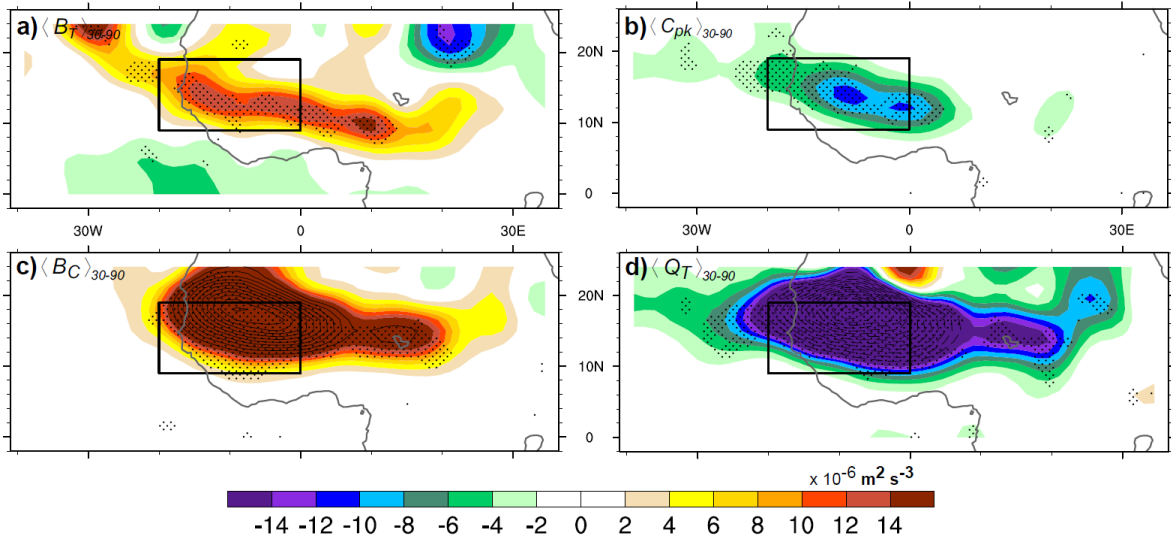 a) ⟨ B_T ⟩_30-90
b) ⟨ C_pk ⟩_30-90
20N
10N
0
30W 0 30E 30W 0 30E
c) ⟨ B_C ⟩_30-90
d) ⟨ Q_T ⟩_30-90
20N
10N
0
x 10^-6 m^2 s^-3
-14 -12 -10 -8 -6 -4 -2 0 2 4 6 8 10 12 14